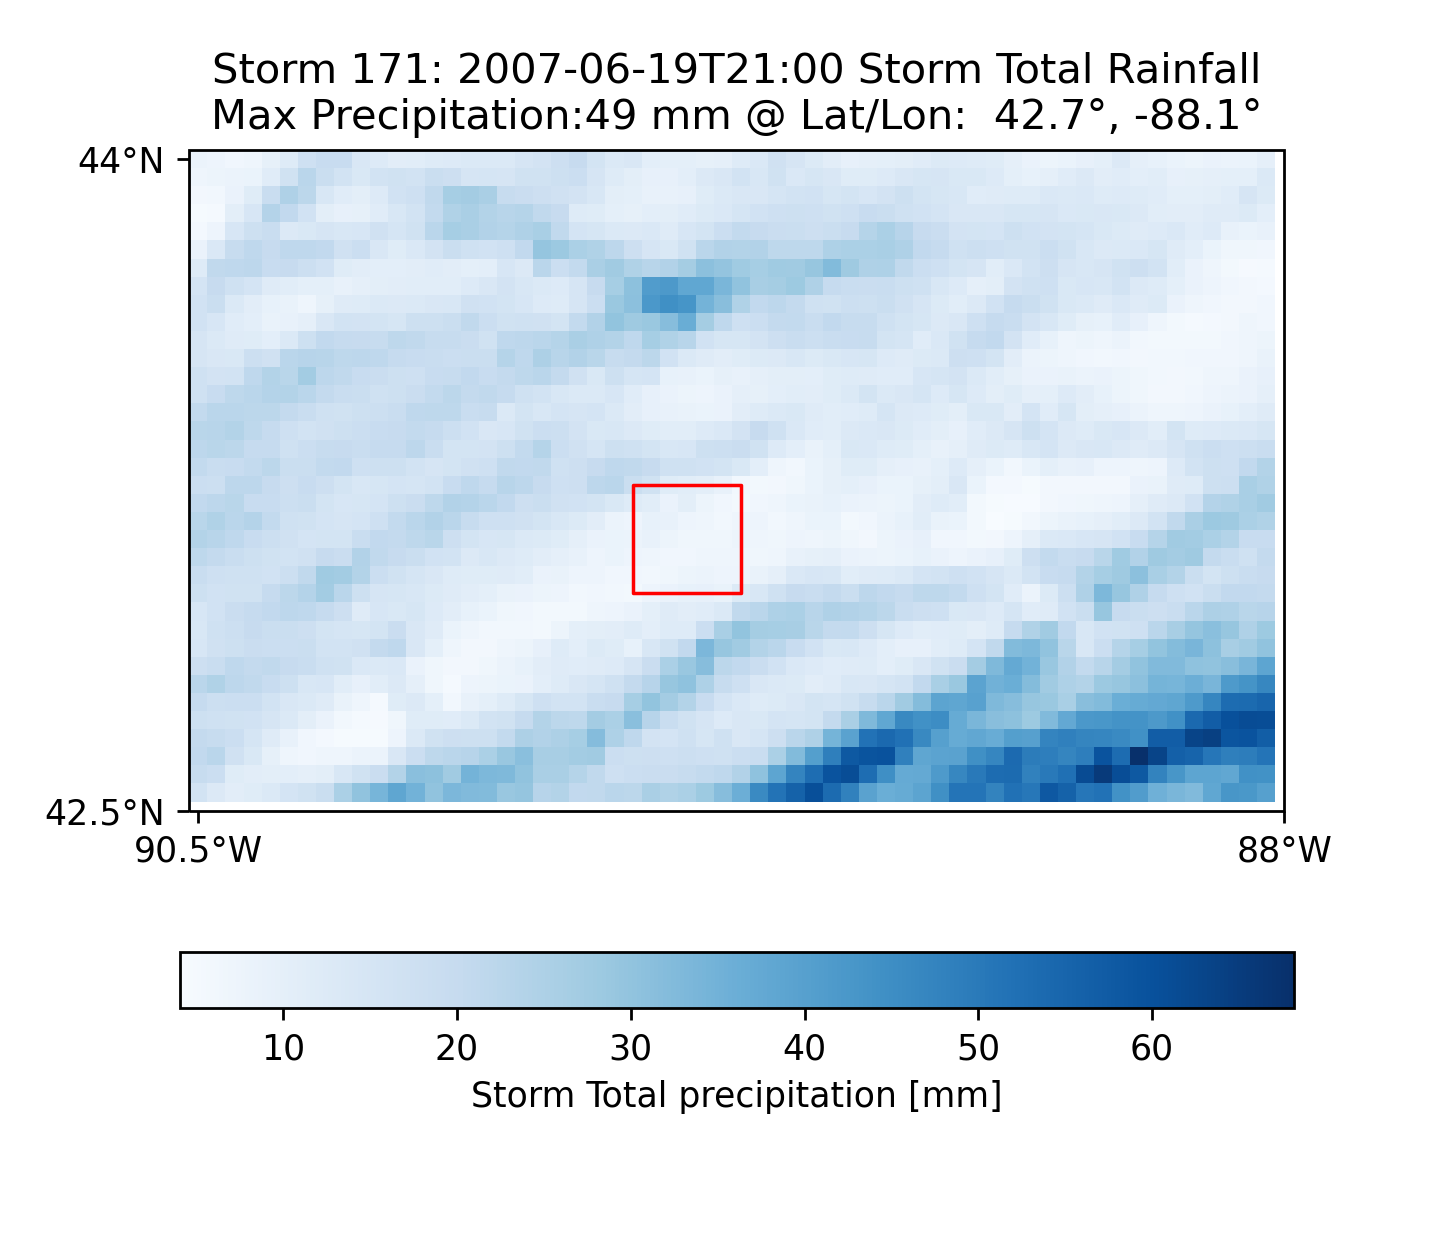 Storm 171: 2007-06-19T21:00 Storm Total Rainfall
Max Precipitation:49 mm @ Lat/Lon:  42.7°, -88.1°
44°N
42.5°N
90.5°W
88°W
10
20
30
40
50
60
Storm Total precipitation [mm]